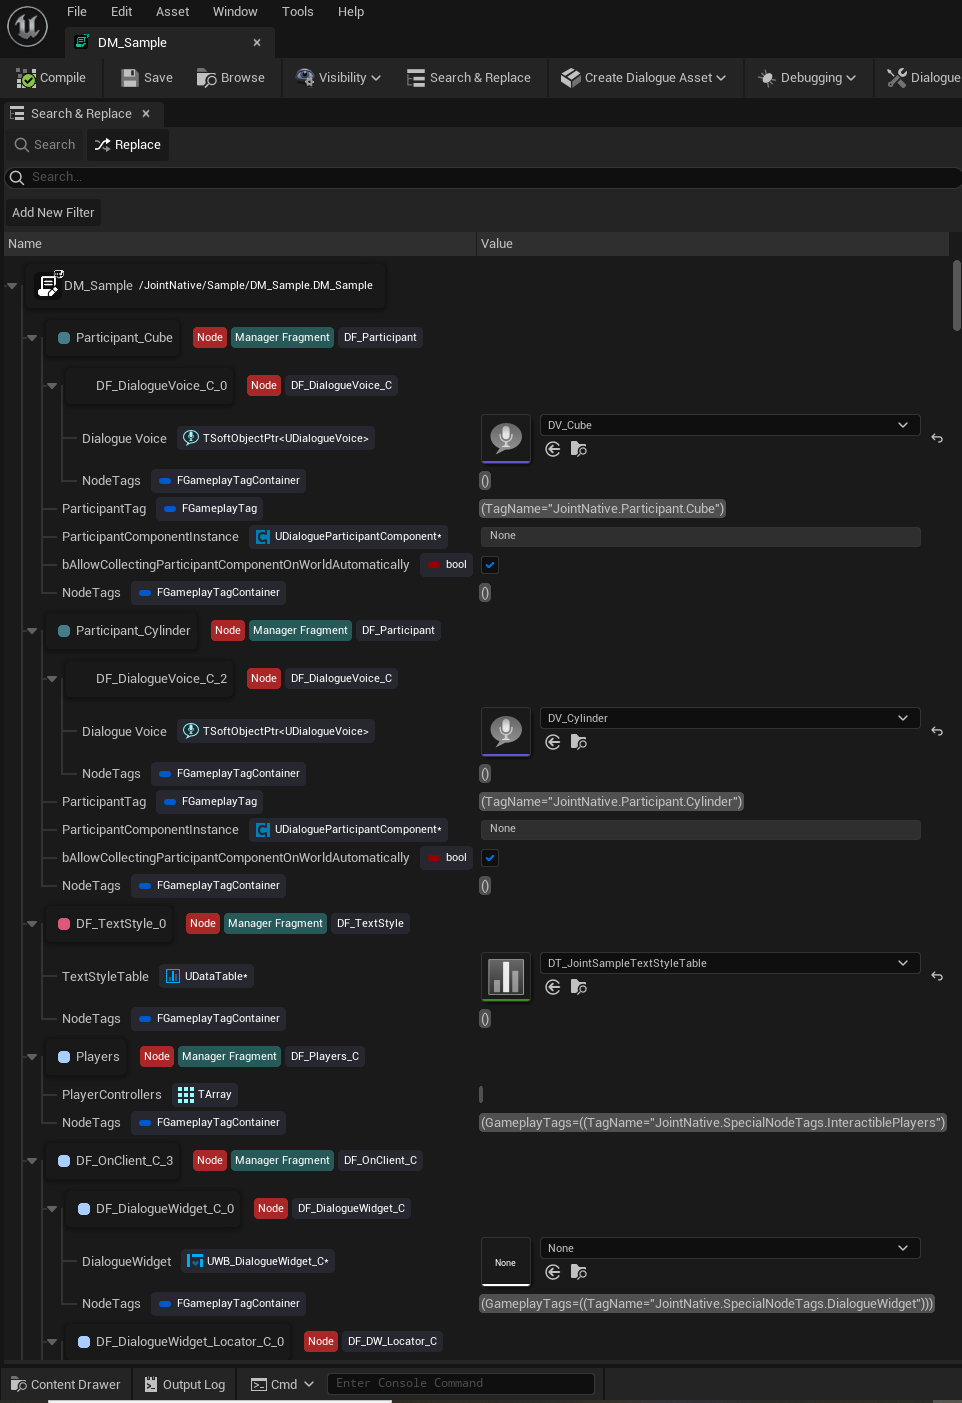 File Edit Asset Window Tools Help
DM_Sample
Compile Save Browse Visibility Search & Replace Create Dialogue Asset Debugging Dialogue
Search & Replace
Search Replace
Search...
Add New Filter
Name Value
DM_Sample /JointNative/Sample/DM_Sample.DM_Sample
Participant_Cube Node Manager Fragment DF_Participant
DF_DialogueVoice_C_0 Node DF_DialogueVoice_C
Dialogue Voice TSoftObjectPtr<UDialogueVoice> DV_Cube
NodeTags FGameplayTagContainer ()
ParticipantTag FGameplayTag (TagName="JointNative.Participant.Cube")
ParticipantComponentInstance UDialogueParticipantComponent* None
bAllowCollectingParticipantComponentOnWorldAutomatically bool
NodeTags FGameplayTagContainer ()
Participant_Cylinder Node Manager Fragment DF_Participant
DF_DialogueVoice_C_2 Node DF_DialogueVoice_C
Dialogue Voice TSoftObjectPtr<UDialogueVoice> DV_Cylinder
NodeTags FGameplayTagContainer ()
ParticipantTag FGameplayTag (TagName="JointNative.Participant.Cylinder")
ParticipantComponentInstance UDialogueParticipantComponent* None
bAllowCollectingParticipantComponentOnWorldAutomatically bool
NodeTags FGameplayTagContainer ()
DF_TextStyle_0 Node Manager Fragment DF_TextStyle
TextStyleTable UDataTable* DT_JointSampleTextStyleTable
NodeTags FGameplayTagContainer ()
Players Node Manager Fragment DF_Players_C
PlayerControllers TArray
NodeTags FGameplayTagContainer (GameplayTags=((TagName="JointNative.SpecialNodeTags.InteractiblePlayers")
DF_OnClient_C_3 Node Manager Fragment DF_OnClient_C
DF_DialogueWidget_C_0 Node DF_DialogueWidget_C
DialogueWidget UWB_DialogueWidget_C* None None
NodeTags FGameplayTagContainer (GameplayTags=((TagName="JointNative.SpecialNodeTags.DialogueWidget")))
DF_DialogueWidget_Locator_C_0 Node DF_DW_Locator_C
Content Drawer Output Log Cmd Enter Console Command